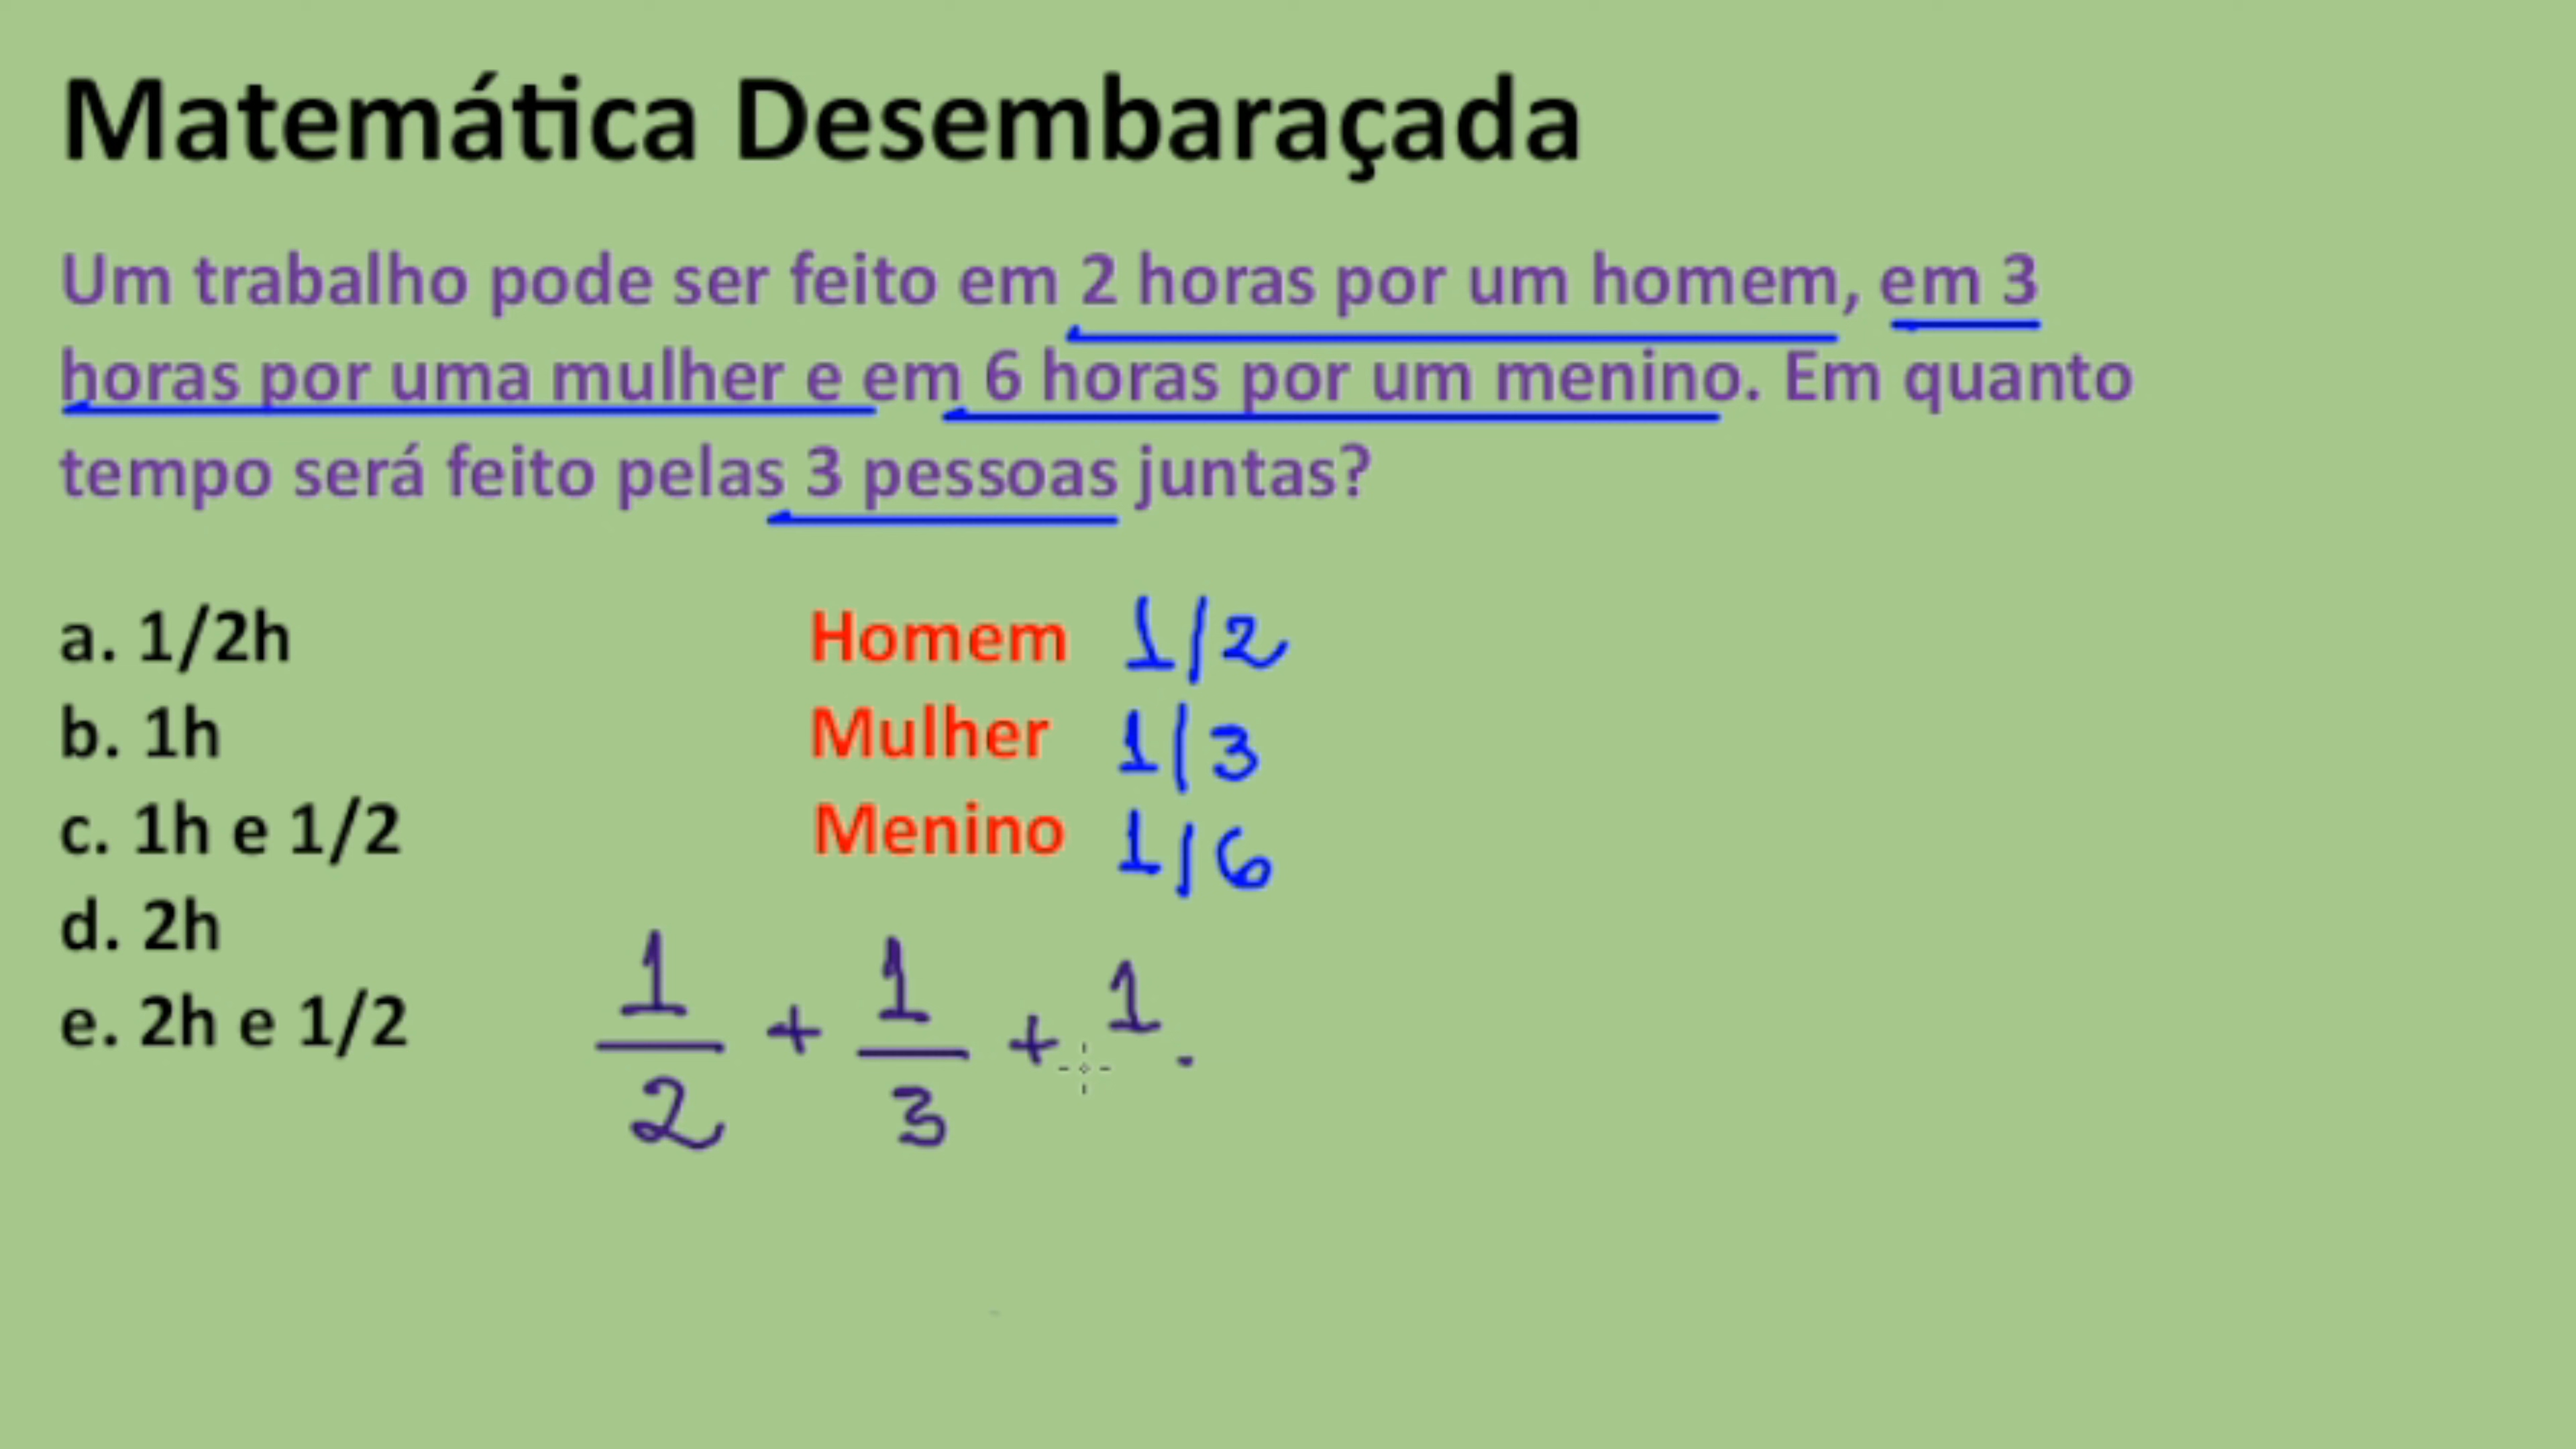 Matemática Desembaraçada
Um trabalho pode ser feito em 2 horas por um homem, em 3
horas por uma mulher e em 6 horas por um menino. Em quanto
tempo será feito pelas 3 pessoas juntas?
a. 1/2h
b. 1h
c. 1h e 1/2
d. 2h
e. 2h e 1/2
Homem 1/2
Mulher 1/3
Menino 1/6
1/2 + 1/3 + 1